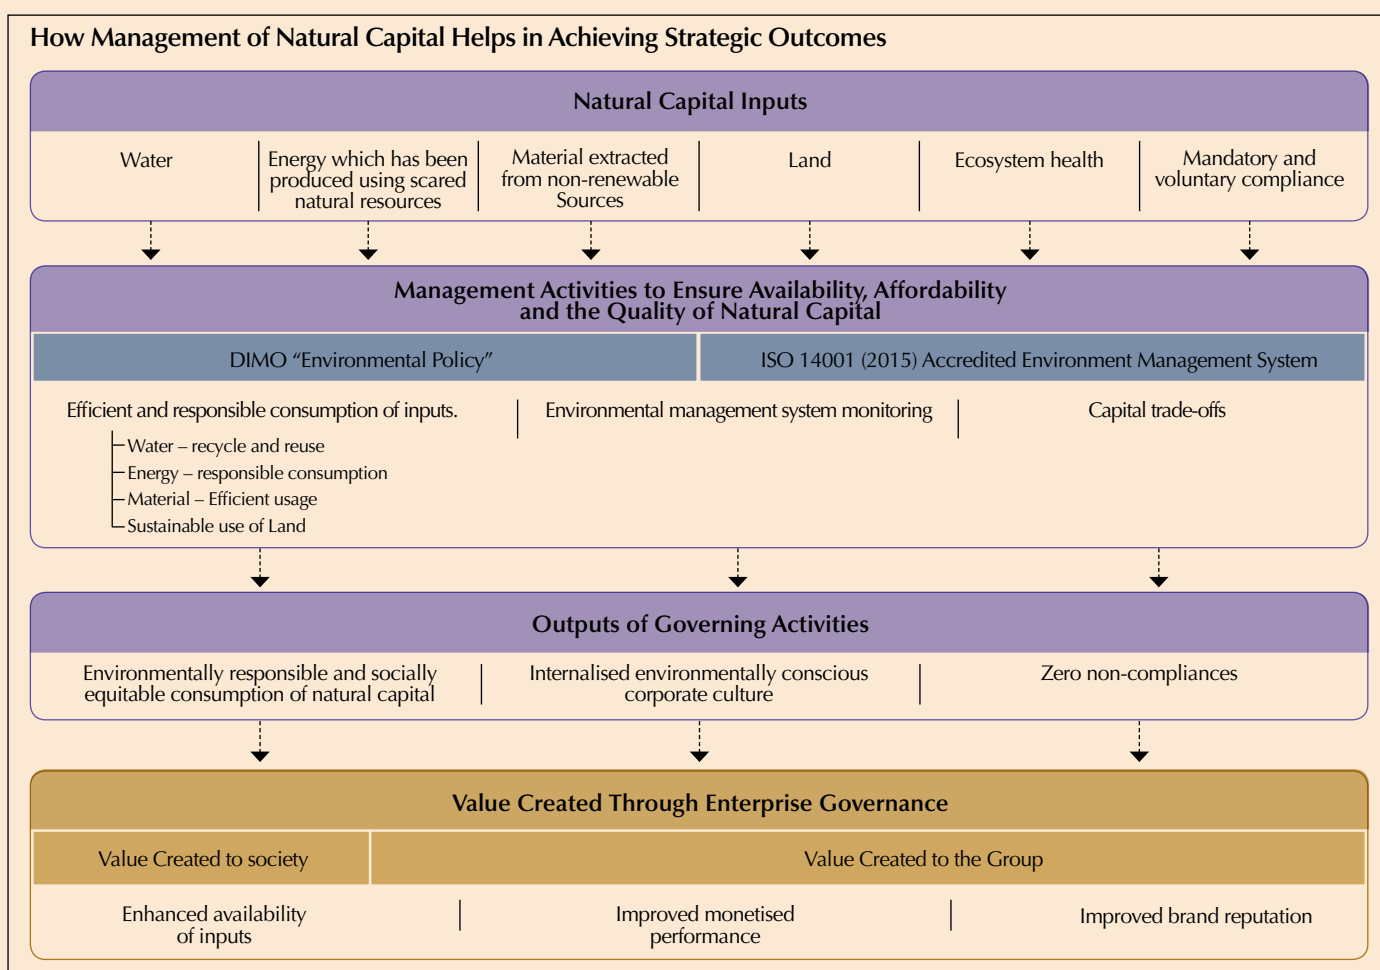 How Management of Natural Capital Helps in Achieving Strategic Outcomes
Natural Capital Inputs
Water
Energy which has been
produced using scared
natural resources
Material extracted
from non-renewable
Sources
Land
Ecosystem health
Mandatory and
voluntary compliance
Management Activities to Ensure Availability, Affordability
and the Quality of Natural Capital
DIMO “Environmental Policy”
ISO 14001 (2015) Accredited Environment Management System
Efficient and responsible consumption of inputs.
Water – recycle and reuse
Energy – responsible consumption
Material – Efficient usage
Sustainable use of Land
Environmental management system monitoring
Capital trade-offs
Outputs of Governing Activities
Environmentally responsible and socially
equitable consumption of natural capital
Internalised environmentally conscious
corporate culture
Zero non-compliances
Value Created Through Enterprise Governance
Value Created to society
Value Created to the Group
Enhanced availability
of inputs
Improved monetised
performance
Improved brand reputation